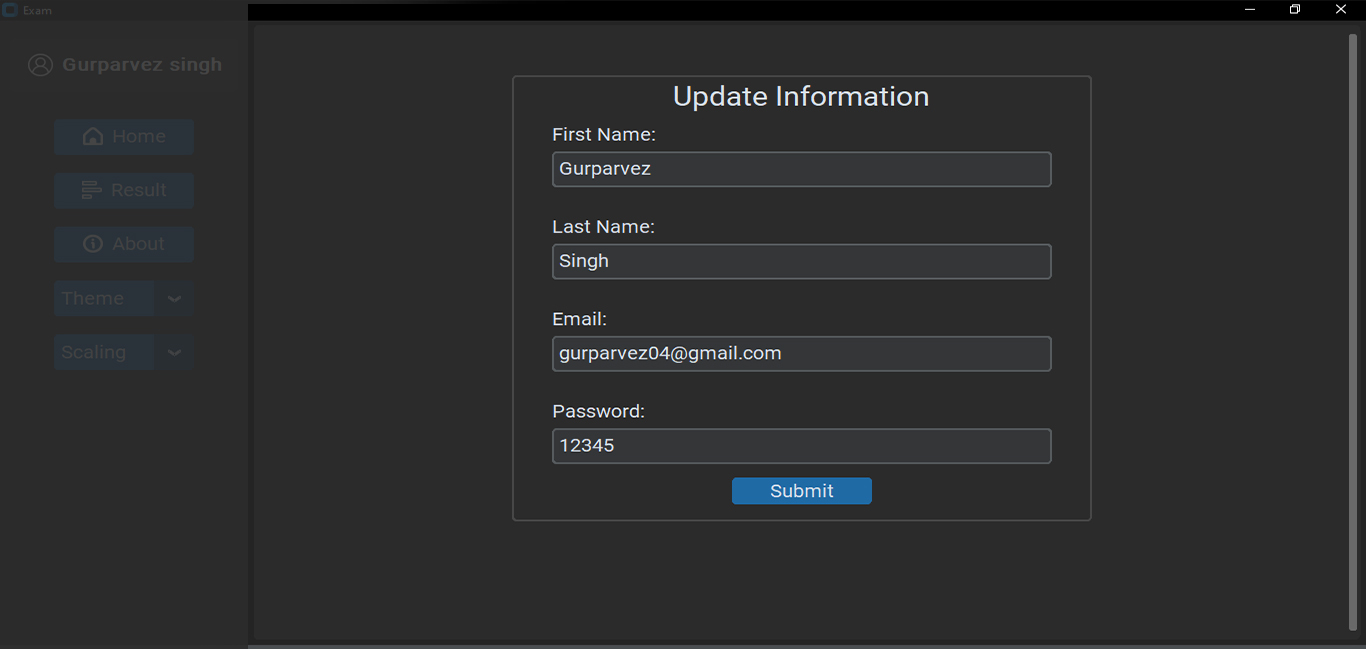 Exam
Gurparvez singh
Home
Result
About
Theme
Scaling
Update Information
First Name:
Gurparvez
Last Name:
Singh
Email:
gurparvez04@gmail.com
Password:
12345
Submit